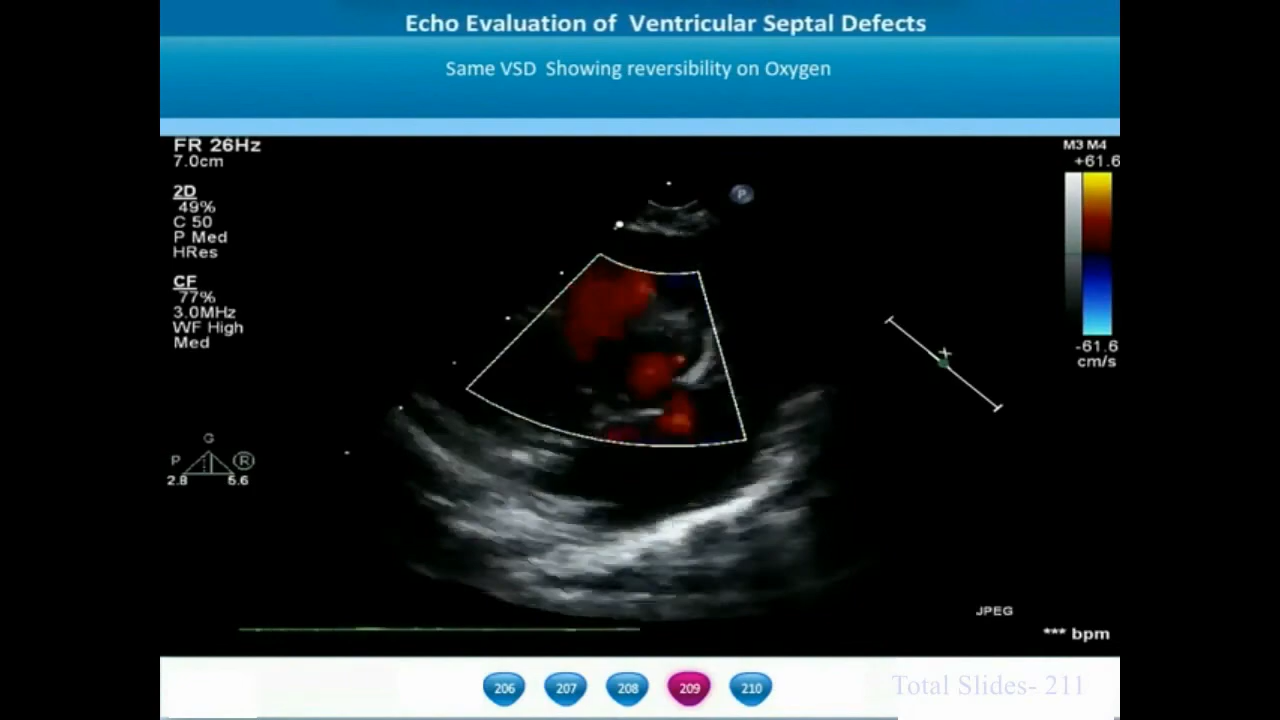 Echo Evaluation of Ventricular Septal Defects
Same VSD Showing reversibility on Oxygen
FR 26Hz
7.0cm
2D
49%
C 50
P Med
HRes
CF
77%
3.0MHz
WF High
Med
P
M3 M4
+61.6
-61.6
cm/s
G
P R
2.8 5.6
JPEG
*** bpm
206 207 208 209 210
Total Slides- 211